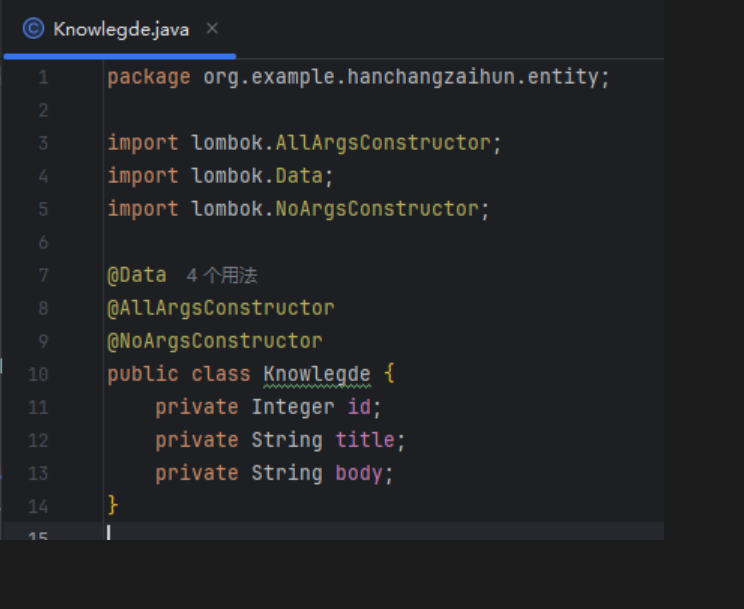 Knowlegde.java
1 package org.example.hanchangzaihun.entity;
2
3 import lombok.AllArgsConstructor;
4 import lombok.Data;
5 import lombok.NoArgsConstructor;
6
7 @Data 4 个用法
8 @AllArgsConstructor
9 @NoArgsConstructor
10 public class Knowlegde {
11     private Integer id;
12     private String title;
13     private String body;
14 }
15